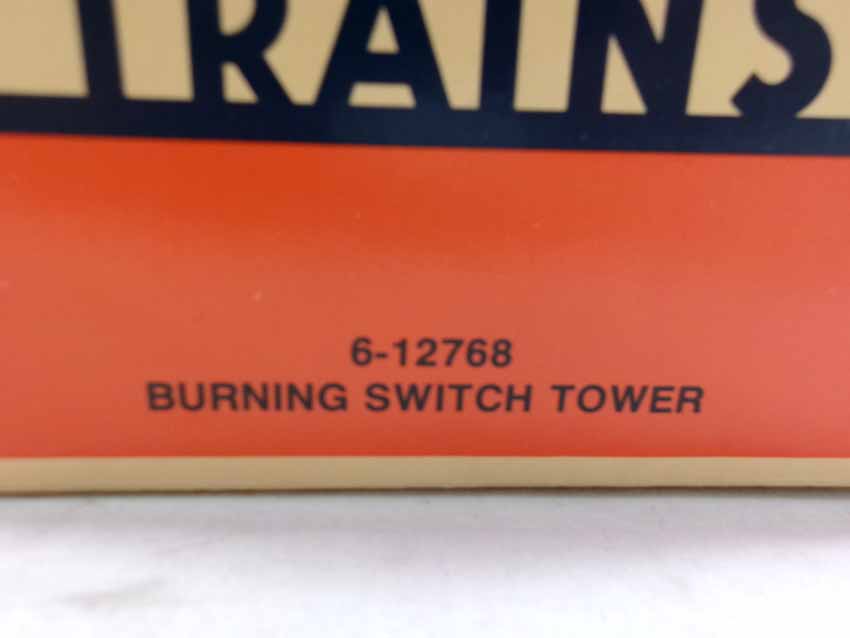 TRAINS
6-12768
BURNING SWITCH TOWER